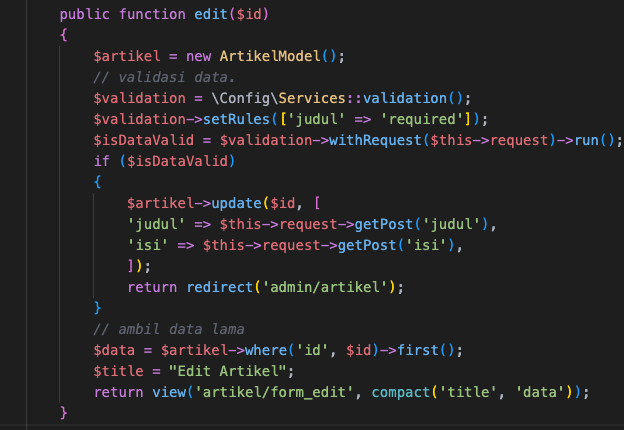 public function edit($id)
{
$artikel = new ArtikelModel();
// validasi data.
$validation = \Config\Services::validation();
$validation->setRules(['judul' => 'required']);
$isDataValid = $validation->withRequest($this->request)->run();
if ($isDataValid)
{
$artikel->update($id, [
'judul' => $this->request->getPost('judul'),
'isi' => $this->request->getPost('isi'),
]);
return redirect('admin/artikel');
}
// ambil data lama
$data = $artikel->where('id', $id)->first();
$title = "Edit Artikel";
return view('artikel/form_edit', compact('title', 'data'));
}